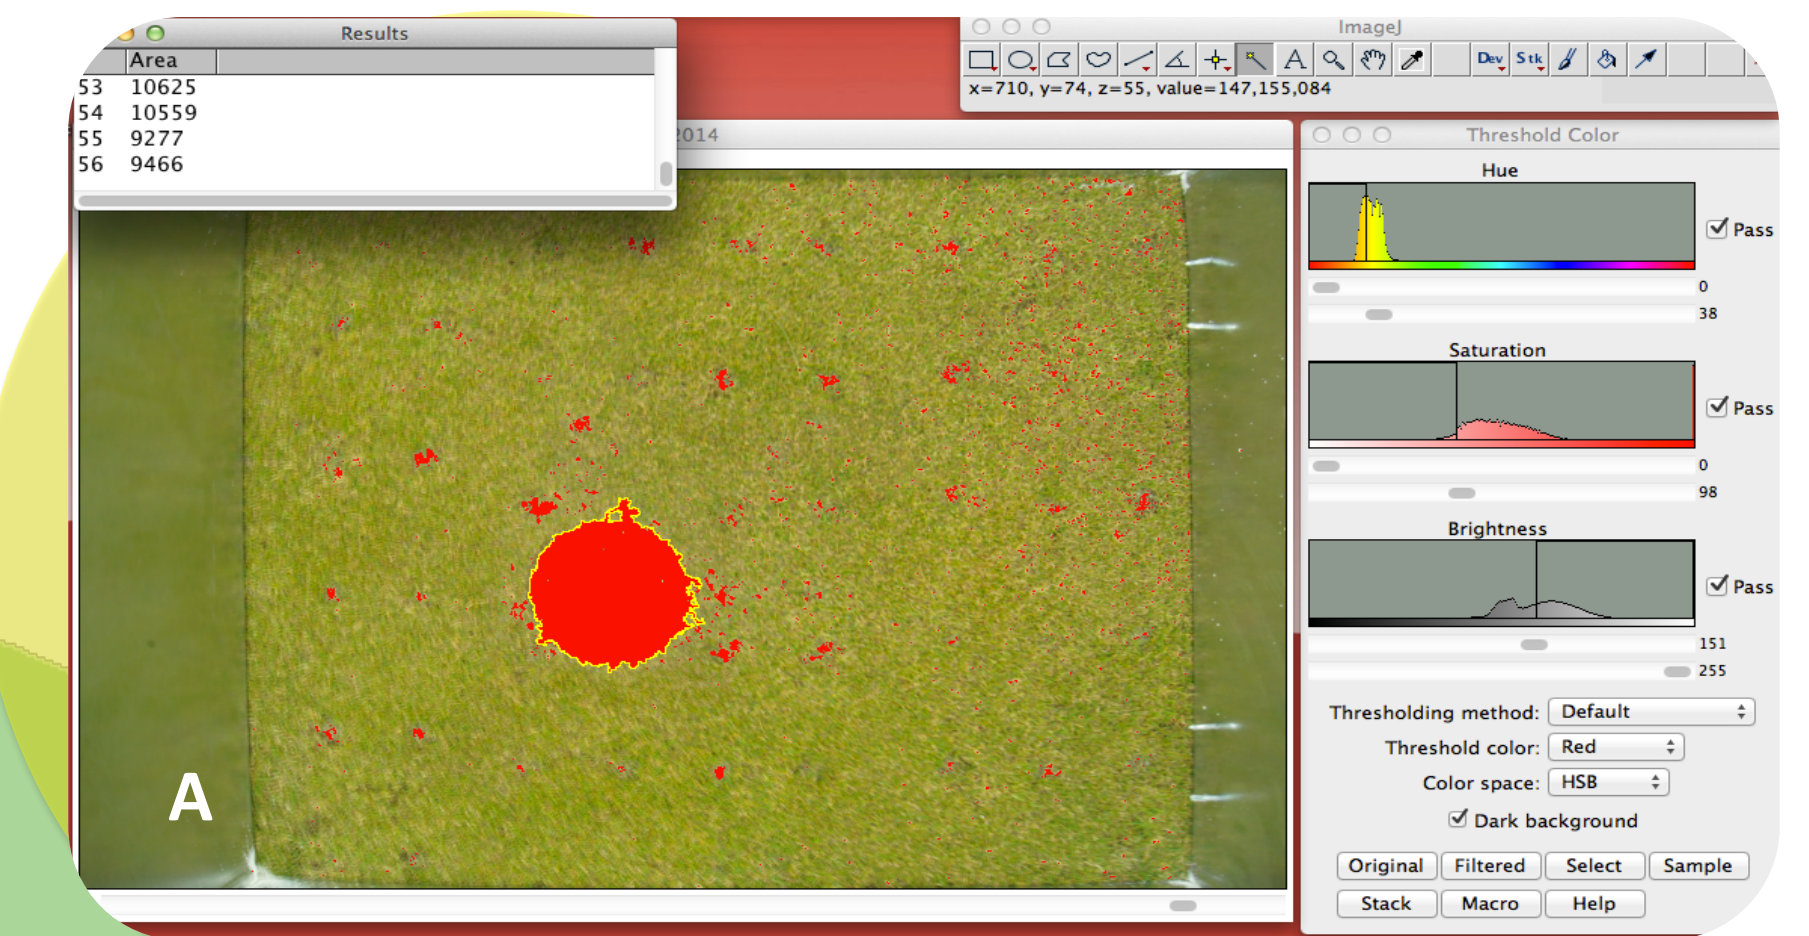 Results
Area
53 10625
54 10559
55 9277
56 9466
ImageJ
Dev Stk
x=710, y=74, z=55, value=147,155,084
2014
Threshold Color
Hue
Pass
0
38
Saturation
Pass
0
98
Brightness
Pass
151
255
Thresholding method: Default
Threshold color: Red
Color space: HSB
Dark background
Original Filtered Select Sample
Stack Macro Help
A